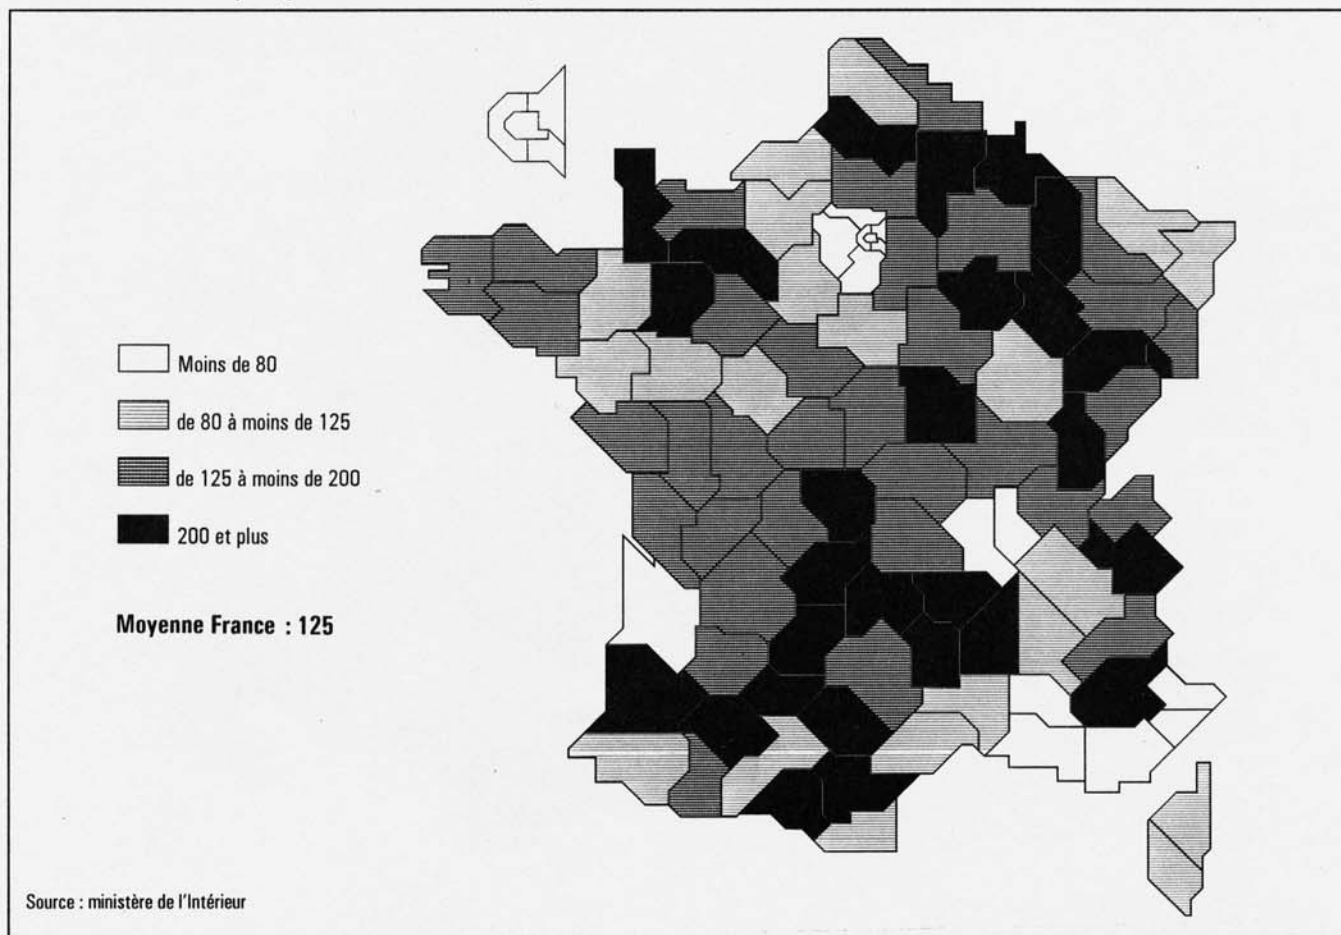 Moins de 80
de 80 à moins de 125
de 125 à moins de 200
200 et plus
Moyenne France : 125
Source : ministère de l'Intérieur